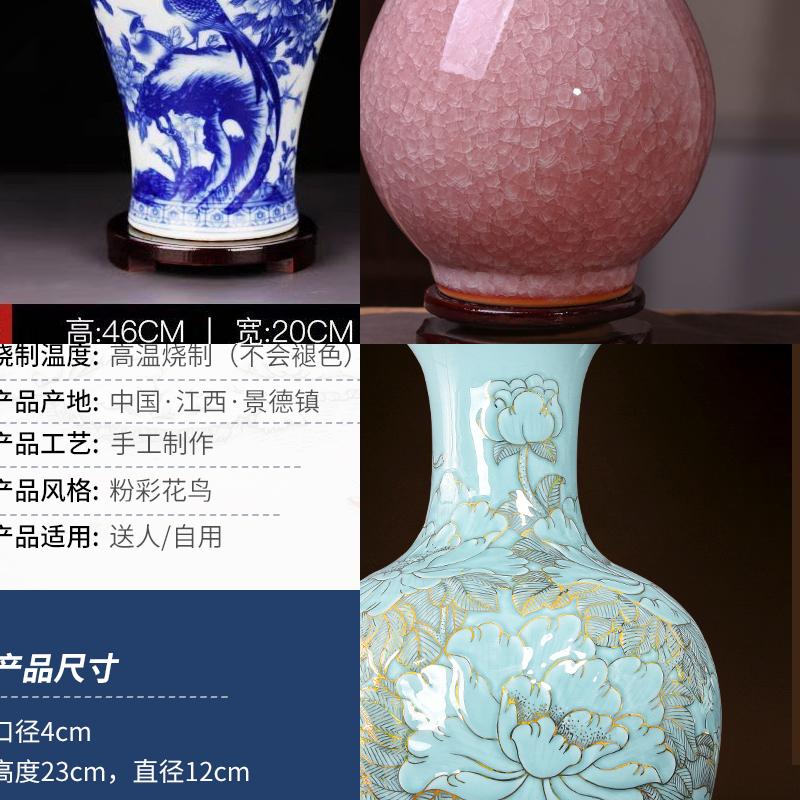 高:46CM | 宽:20CM
烧制温度: 高温烧制（不会褪色）
产品产地: 中国·江西·景德镇
产品工艺: 手工制作
产品风格: 粉彩花鸟
产品适用: 送人/自用
产品尺寸
口径4cm
高度23cm，直径12cm